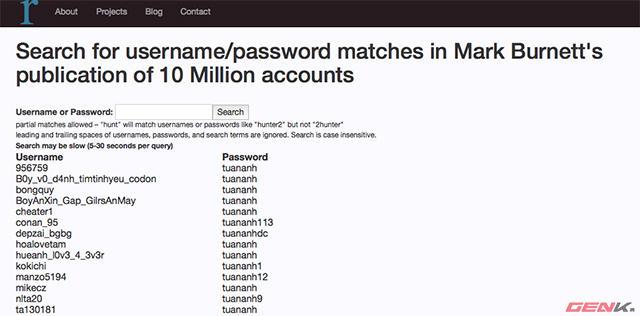 r About Projects Blog Contact
Search for username/password matches in Mark Burnett's
publication of 10 Million accounts
Username or Password: Search
partial matches allowed – "hunt" will match usernames or passwords like "hunter2" but not "2hunter"
leading and trailing spaces of usernames, passwords, and search terms are ignored. Search is case insensitive.
Search may be slow (5-30 seconds per query)
Username Password
956759 tuananh
B0y_v0_d4nh_timtinhyeu_codon tuananh
bongquy tuananh
BoyAnXin_Gap_GilrsAnMay tuananh
cheater1 tuananh
conan_95 tuananh113
depzai_bgbg tuananhdc
hoalovetam tuananh
hueanh_l0v3_4_3v3r tuananh
kokichi tuananh1
manzo5194 tuananh12
mikecz tuananh
nlta20 tuananh9
ta130181 tuananh
GENK